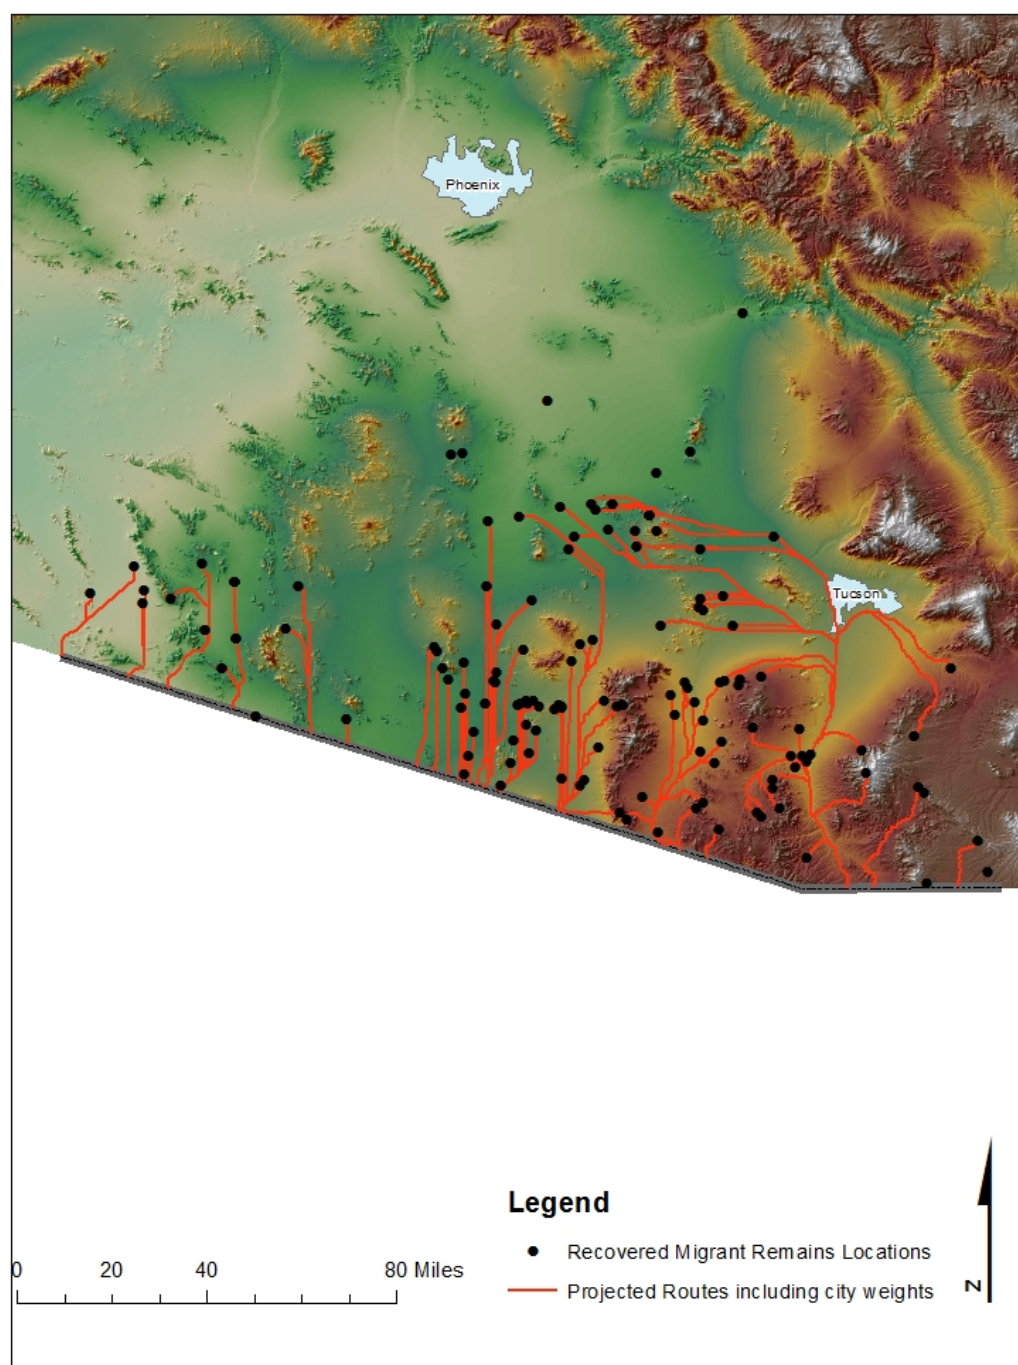 Phoenix
Tucson
Legend
Recovered Migrant Remains Locations
0 20 40 80 Miles
Projected Routes including city weights
N